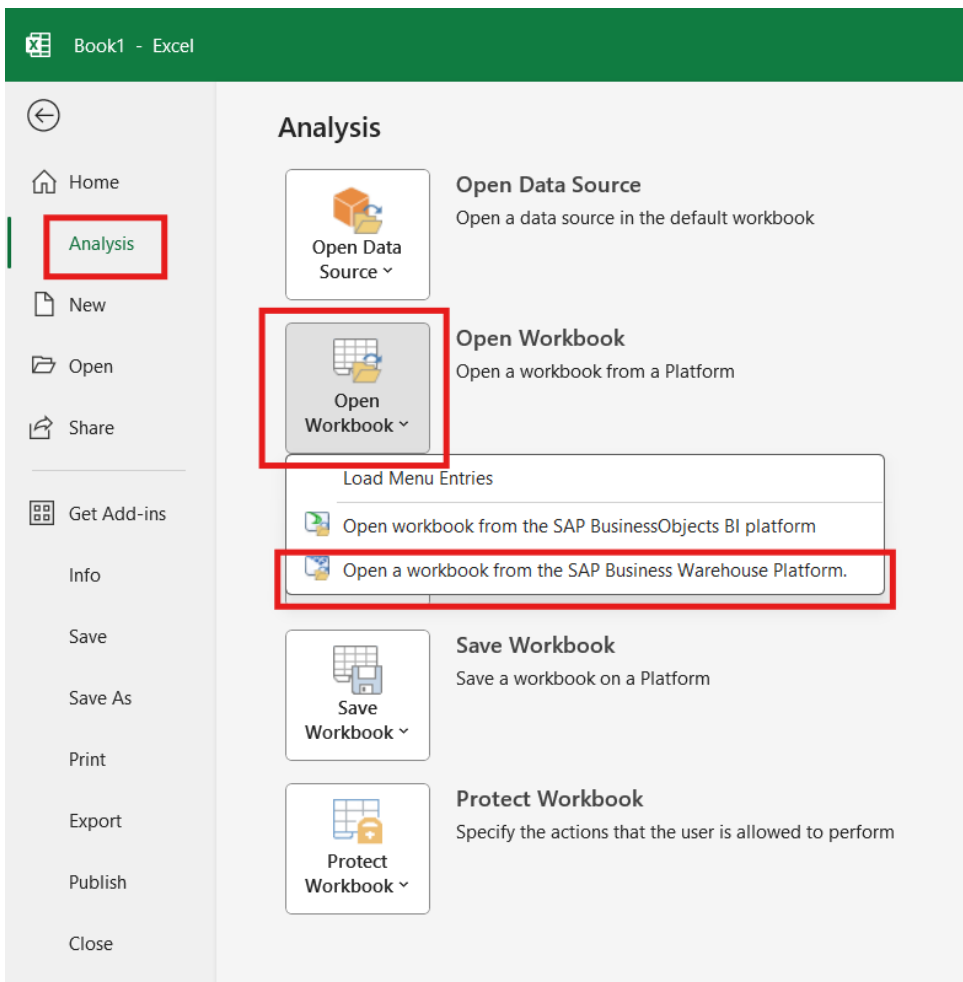 Book1 - Excel
Home
Analysis
New
Open
Share
Get Add-ins
Info
Save
Save As
Print
Export
Publish
Close
Analysis
Open Data
Source
Open Data Source
Open a data source in the default workbook
Open
Workbook
Open Workbook
Open a workbook from a Platform
Load Menu Entries
Open workbook from the SAP BusinessObjects BI platform
Open a workbook from the SAP Business Warehouse Platform.
Save
Workbook
Save Workbook
Save a workbook on a Platform
Protect
Workbook
Protect Workbook
Specify the actions that the user is allowed to perform